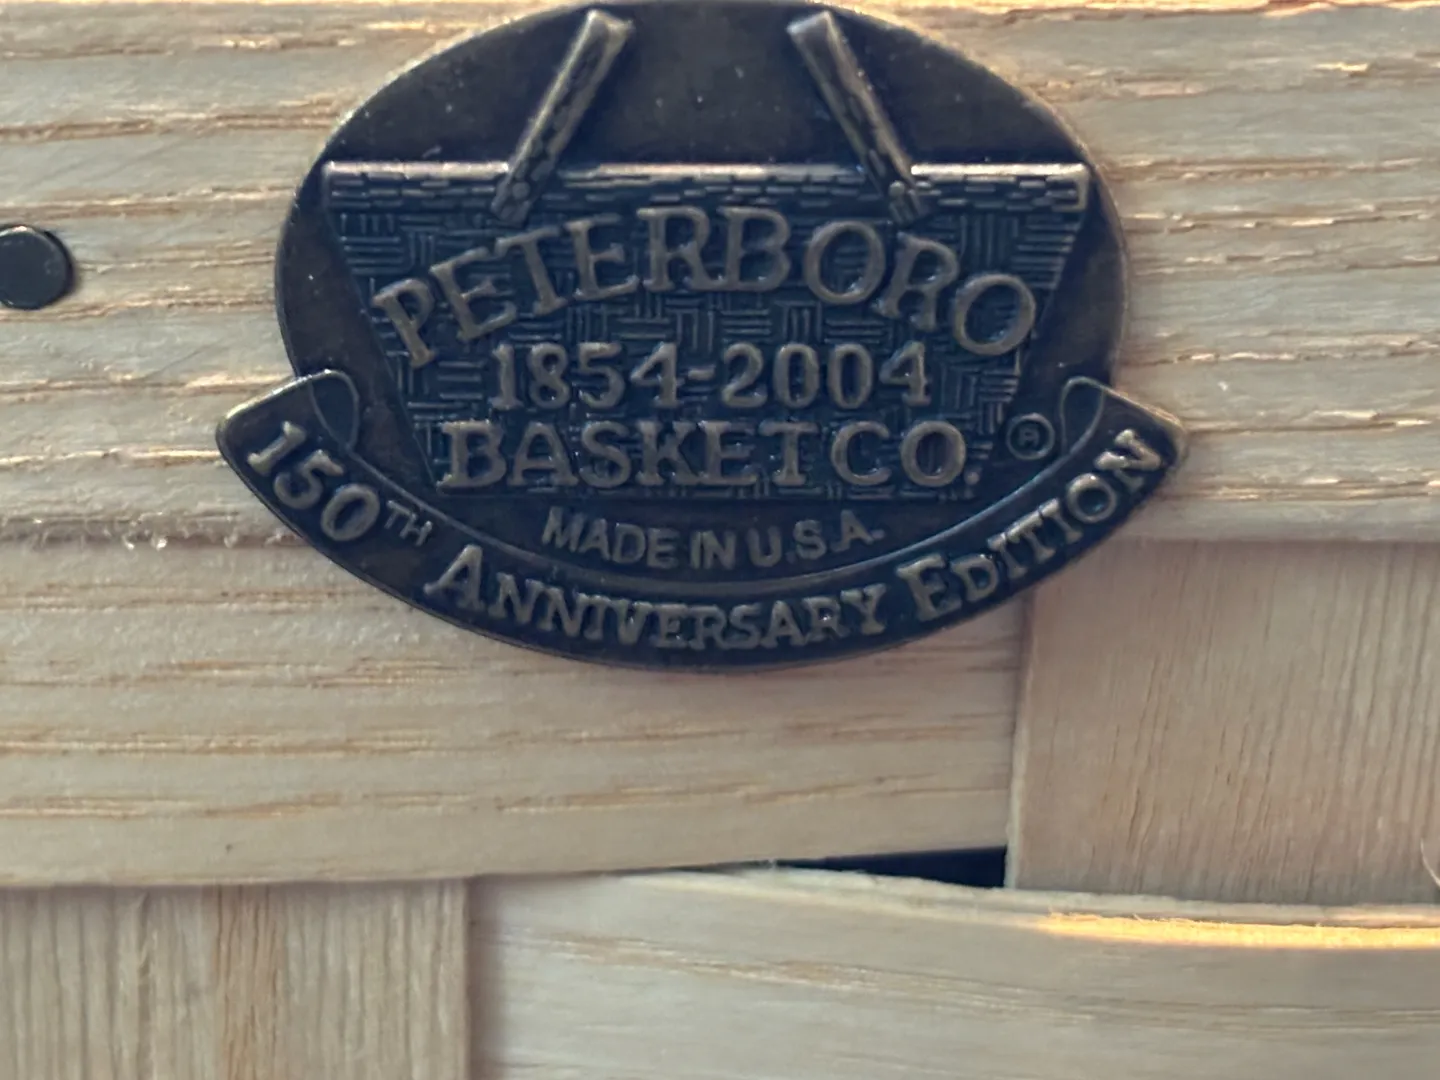 PETERBORO
1854-2004
BASKET CO.
®
MADE IN U.S.A.
150TH ANNIVERSARY EDITION